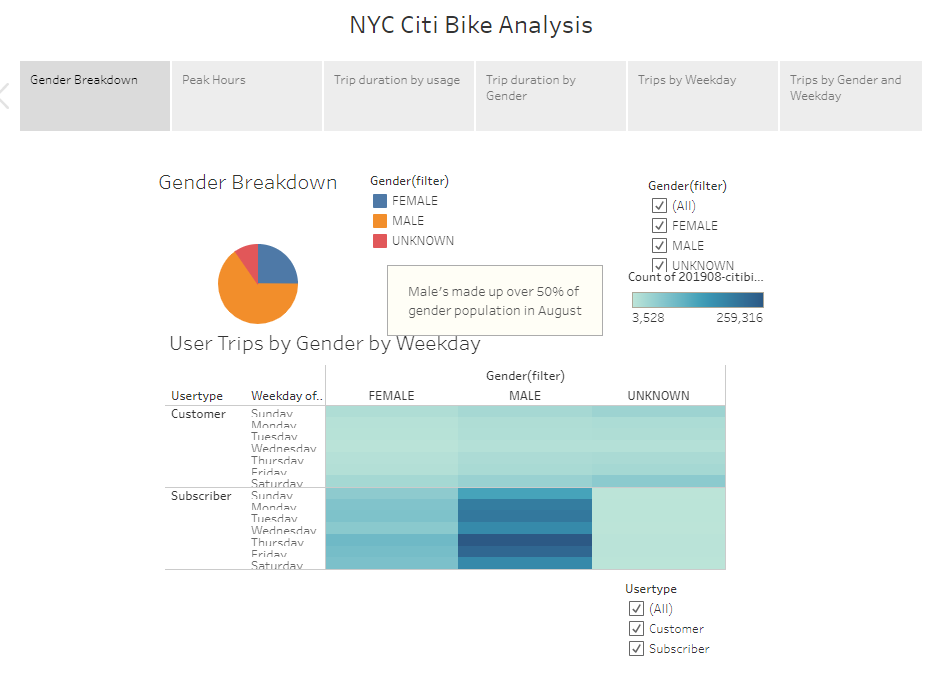 NYC Citi Bike Analysis
Gender Breakdown
Peak Hours
Trip duration by usage
Trip duration by
Gender
Trips by Weekday
Trips by Gender and
Weekday
Gender Breakdown
Gender(filter)
FEMALE
MALE
UNKNOWN
Gender(filter)
(All)
FEMALE
MALE
UNKNOWN
Count of 201908-citibi...
3,528 259,316
Male's made up over 50% of
gender population in August
User Trips by Gender by Weekday
Gender(filter)
Usertype Weekday of.. FEMALE MALE UNKNOWN
Customer Sunday
Monday
Tuesday
Wednesday
Thursday
Friday
Saturday
Subscriber Sunday
Monday
Tuesday
Wednesday
Thursday
Friday
Saturday
Usertype
(All)
Customer
Subscriber